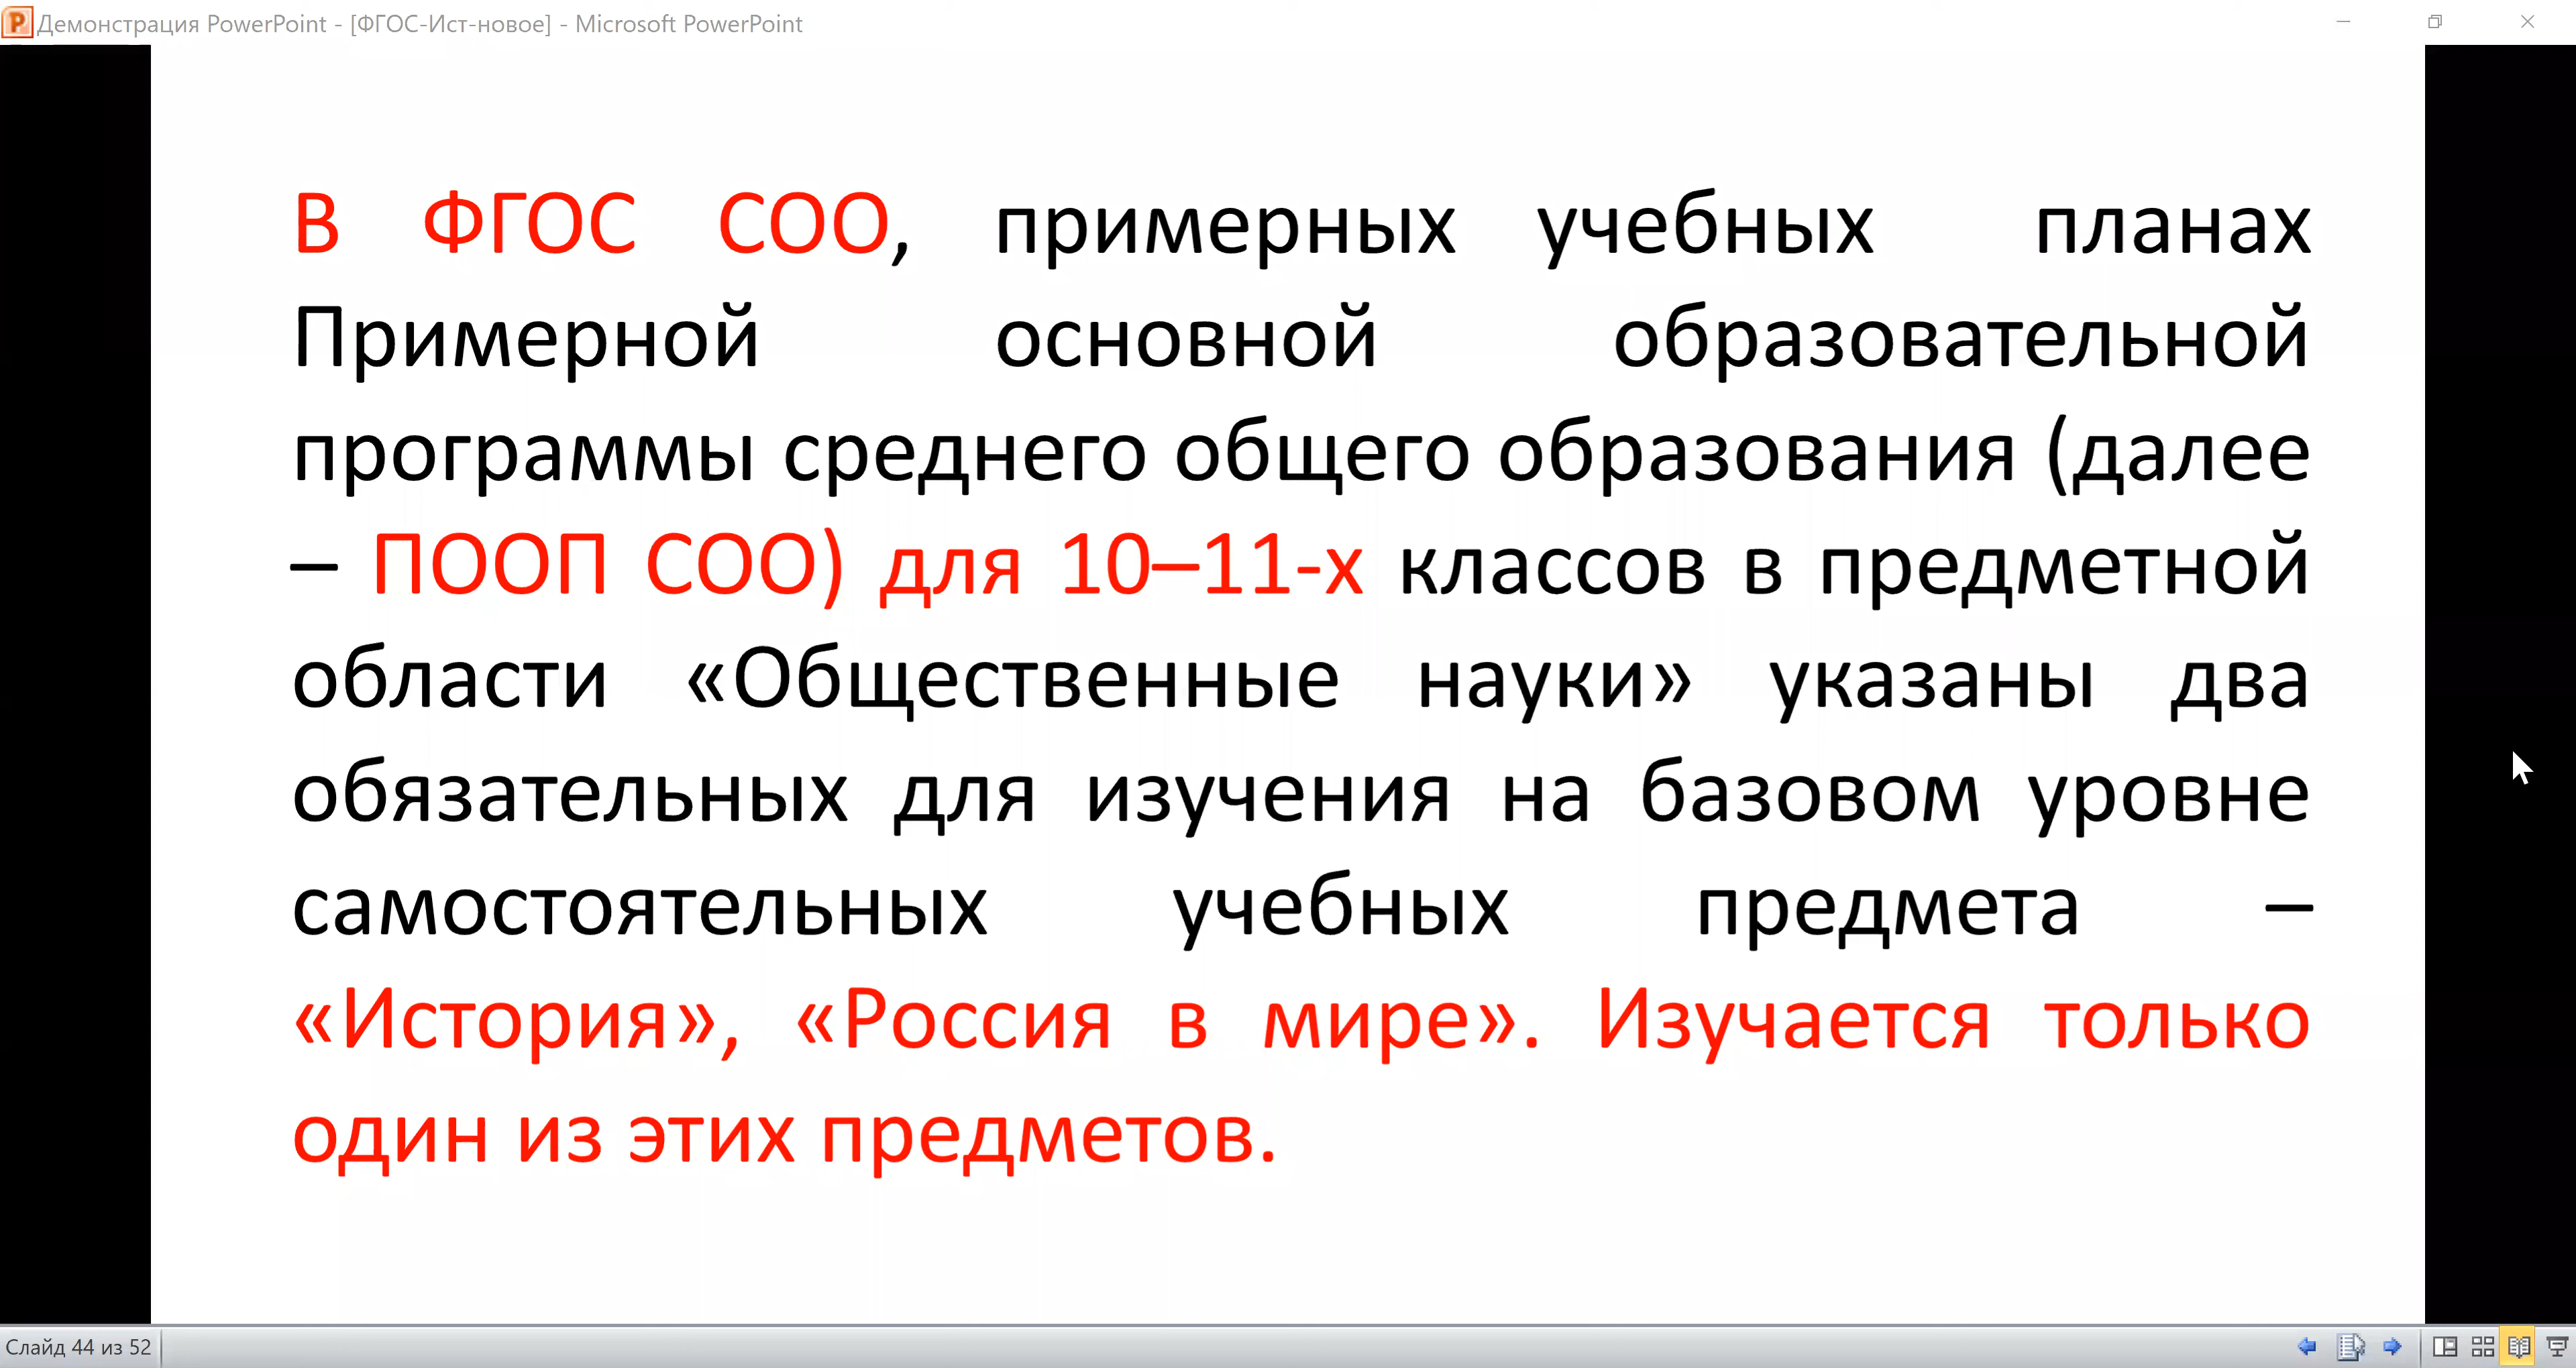 Демонстрация PowerPoint - [ФГОС-Ист-новое] - Microsoft PowerPoint
В ФГОС СОО, примерных учебных планах
Примерной основной образовательной
программы среднего общего образования (далее
– ПООП СОО) для 10–11-х классов в предметной
области «Общественные науки» указаны два
обязательных для изучения на базовом уровне
самостоятельных учебных предмета –
«История», «Россия в мире». Изучается только
один из этих предметов.
Слайд 44 из 52